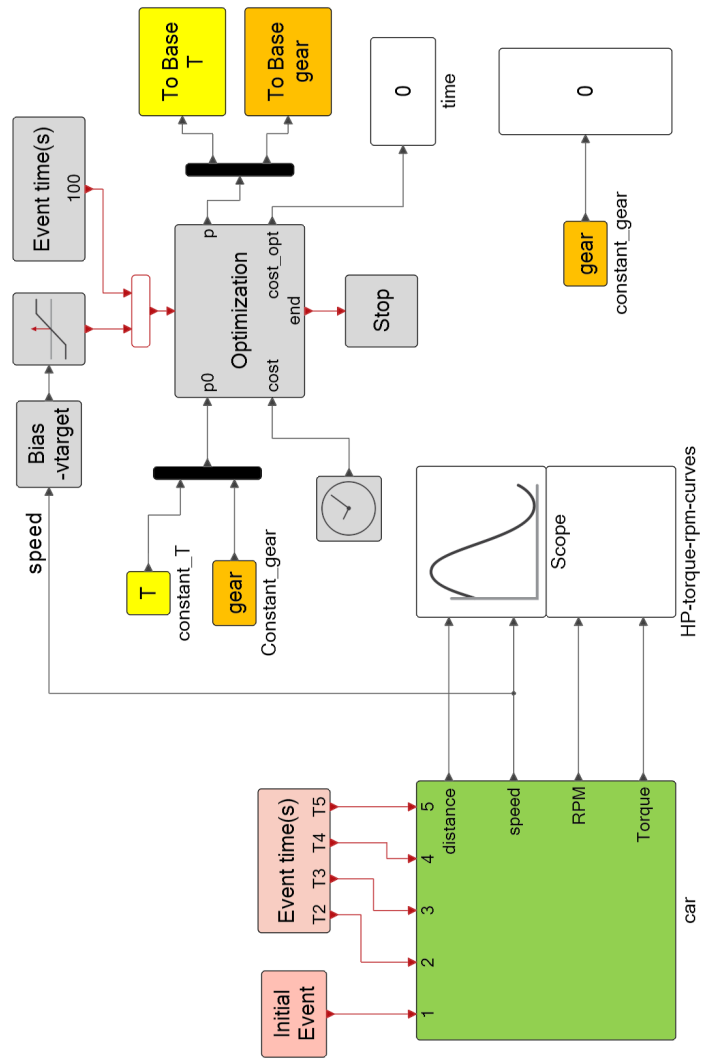 speed
Bias
-vtarget
Event time(s)
100
T
constant_T
gear
Constant_gear
p0
cost
Optimization
p
cost_opt
end
To Base
T
To Base
gear
Stop
0
time
Initial
Event
Event time(s)
T2 T3 T4 T5
1 2 3 4 5
distance
speed
RPM
Torque
car
Scope
HP-torque-rpm-curves
gear
constant_gear
0